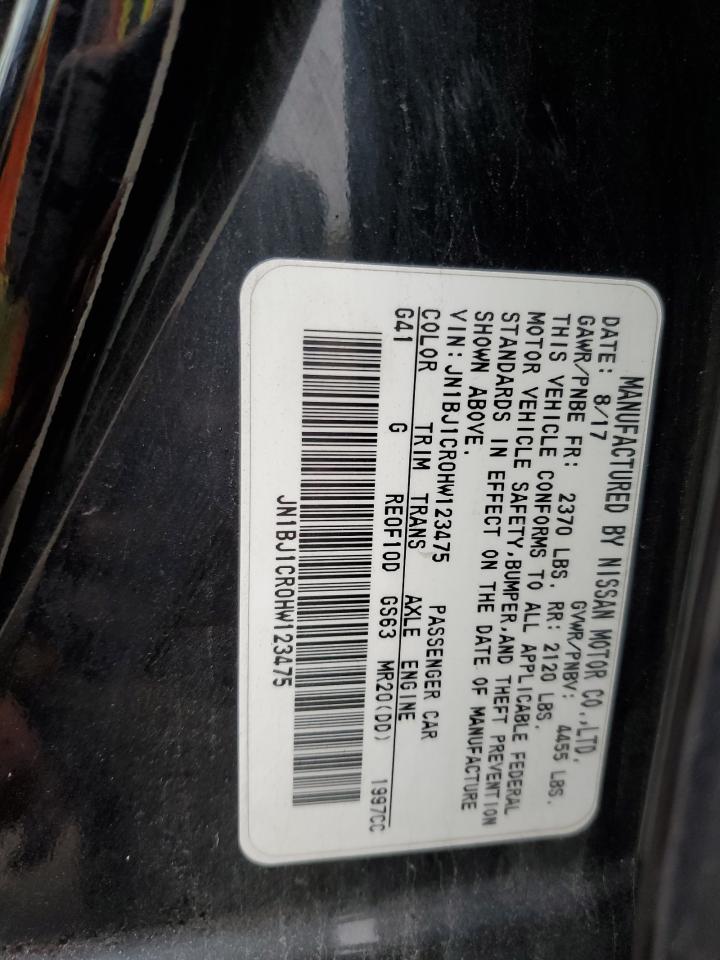 MANUFACTURED BY NISSAN MOTOR CO.,LTD.
DATE: 8/17 GVWR/PNBV: 4455 LBS.
GAWR/PNBE FR: 2370 LBS. RR: 2120 LBS.
THIS VEHICLE CONFORMS TO ALL APPLICABLE FEDERAL
MOTOR VEHICLE SAFETY,BUMPER,AND THEFT PREVENTION
STANDARDS IN EFFECT ON THE DATE OF MANUFACTURE
SHOWN ABOVE.
VIN:JN1BJ1CR0HW123475 PASSENGER CAR
COLOR TRIM TRANS AXLE ENGINE
G41 G RE0F10D GS63 MR20(DD) 1997CC
JN1BJ1CR0HW123475